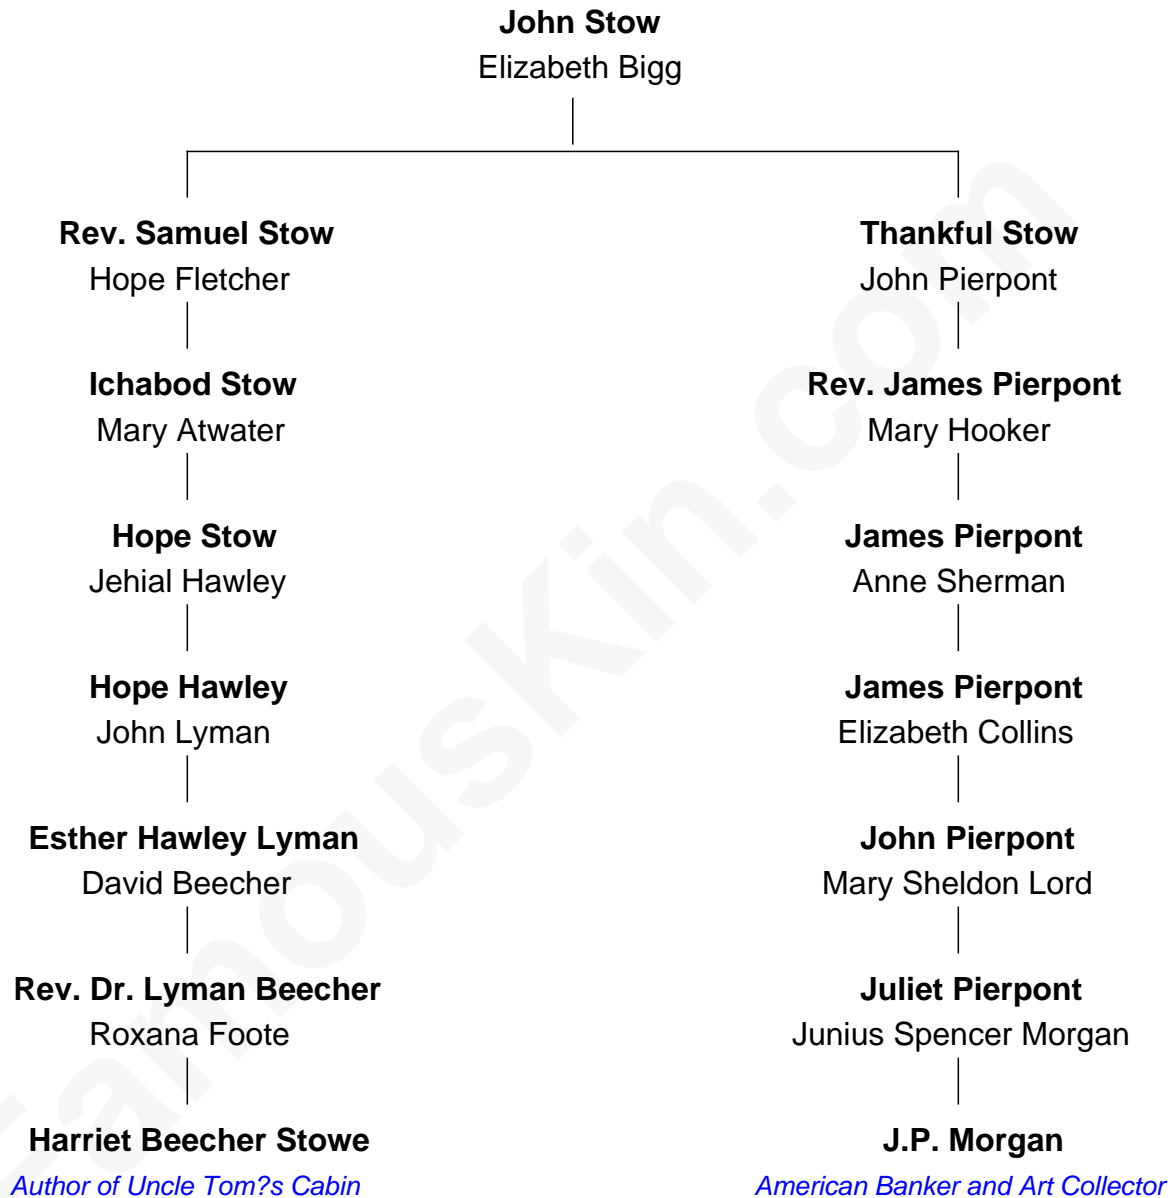 John Stow
Elizabeth Bigg
Rev. Samuel Stow
Hope Fletcher
Thankful Stow
John Pierpont
Ichabod Stow
Mary Atwater
Rev. James Pierpont
Mary Hooker
Hope Stow
Jehial Hawley
James Pierpont
Anne Sherman
Hope Hawley
John Lyman
James Pierpont
Elizabeth Collins
Esther Hawley Lyman
David Beecher
John Pierpont
Mary Sheldon Lord
Rev. Dr. Lyman Beecher
Roxana Foote
Juliet Pierpont
Junius Spencer Morgan
Harriet Beecher Stowe
Author of Uncle Tom?s Cabin
J.P. Morgan
American Banker and Art Collector
FamousKin.com